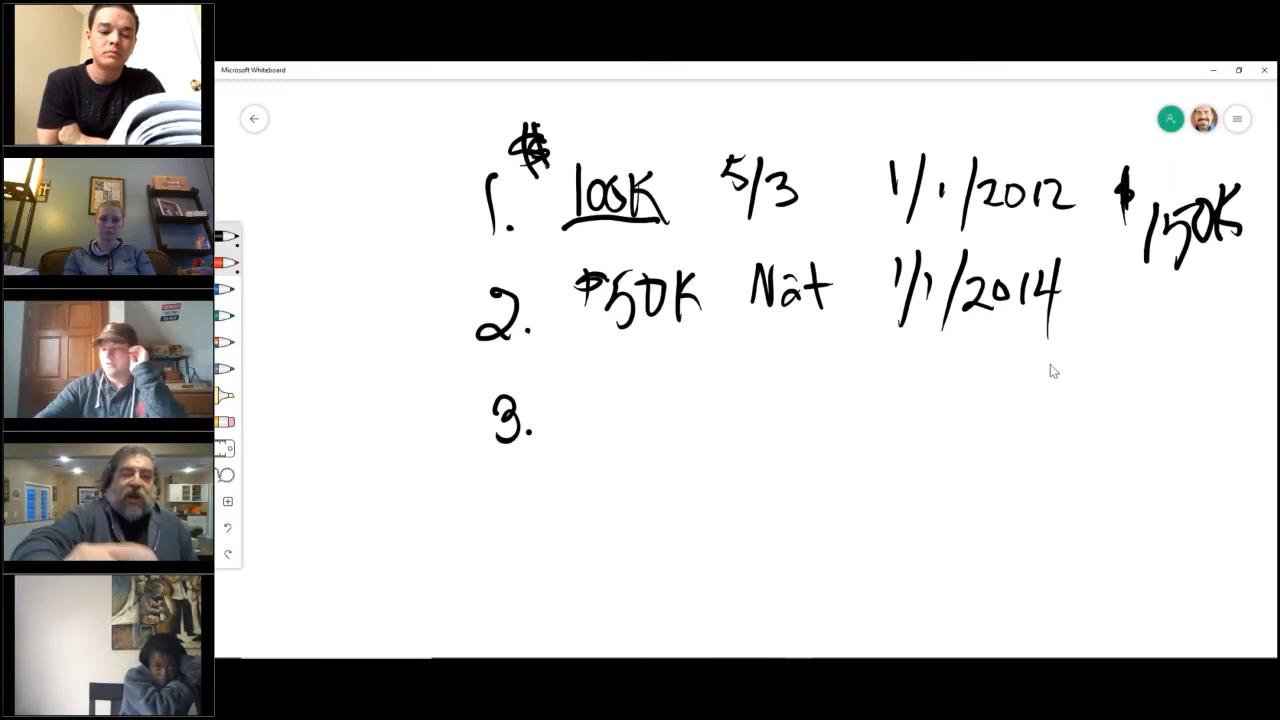 Microsoft Whiteboard
1. $ 100K 5/3 1/1/2012 $150K
2. $50K Nat 1/1/2014
3.